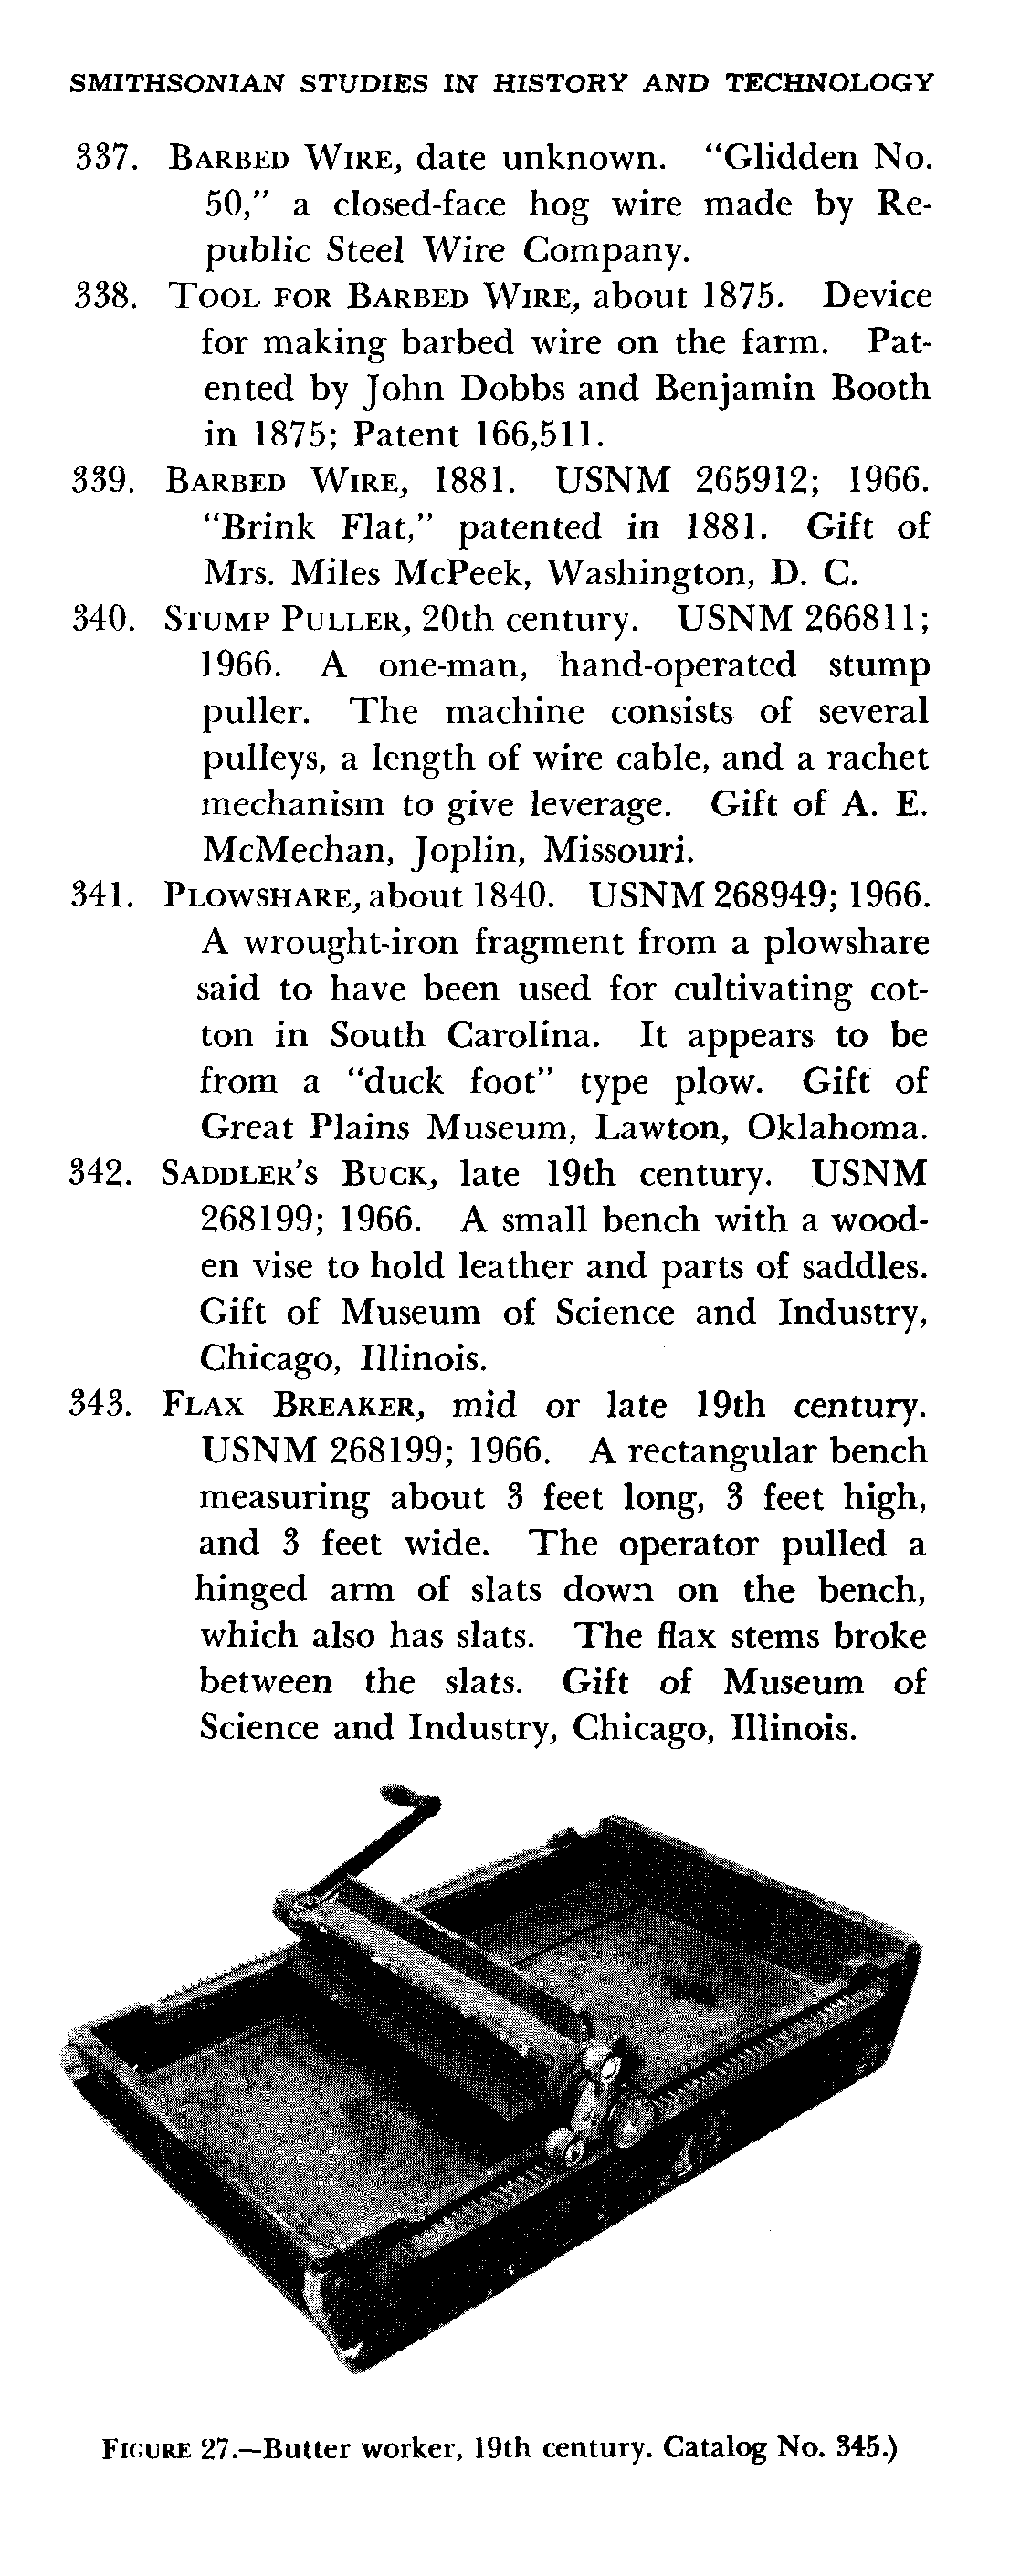 SMITHSONIAN STUDIES IN HISTORY AND TECHNOLOGY
337. BARBED WIRE, date unknown. “Glidden No.
50,” a closed-face hog wire made by Re-
public Steel Wire Company.
338. TOOL FOR BARBED WIRE, about 1875. Device
for making barbed wire on the farm. Pat-
ented by John Dobbs and Benjamin Booth
in 1875; Patent 166,511.
339. BARBED WIRE, 1881. USNM 265912; 1966.
“Brink Flat,” patented in 1881. Gift of
Mrs. Miles McPeek, Washington, D. C.
340. STUMP PULLER, 20th century. USNM 266811;
1966. A one-man, hand-operated stump
puller. The machine consists of several
pulleys, a length of wire cable, and a rachet
mechanism to give leverage. Gift of A. E.
McMechan, Joplin, Missouri.
341. PLOWSHARE, about 1840. USNM 268949; 1966.
A wrought-iron fragment from a plowshare
said to have been used for cultivating cot-
ton in South Carolina. It appears to be
from a “duck foot” type plow. Gift of
Great Plains Museum, Lawton, Oklahoma.
342. SADDLER’S BUCK, late 19th century. USNM
268199; 1966. A small bench with a wood-
en vise to hold leather and parts of saddles.
Gift of Museum of Science and Industry,
Chicago, Illinois.
343. FLAX BREAKER, mid or late 19th century.
USNM 268199; 1966. A rectangular bench
measuring about 3 feet long, 3 feet high,
and 3 feet wide. The operator pulled a
hinged arm of slats down on the bench,
which also has slats. The flax stems broke
between the slats. Gift of Museum of
Science and Industry, Chicago, Illinois.
FIGURE 27.—Butter worker, 19th century. Catalog No. 345.)